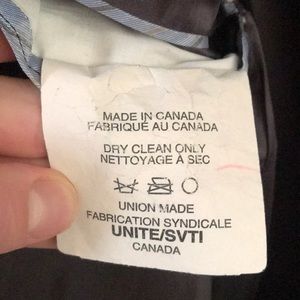 MADE IN CANADA
FABRIQUÉ AU CANADA
DRY CLEAN ONLY
NETTOYAGE À SEC
UNION MADE
FABRICATION SYNDICALE
UNITE/SVTI
CANADA